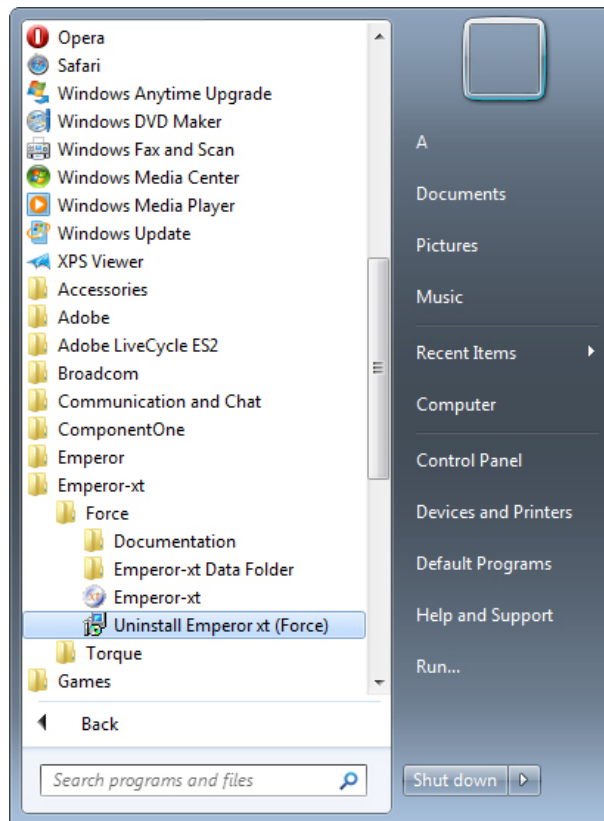 Opera
Safari
Windows Anytime Upgrade
Windows DVD Maker
Windows Fax and Scan
Windows Media Center
Windows Media Player
Windows Update
XPS Viewer
Accessories
Adobe
Adobe LiveCycle ES2
Broadcom
Communication and Chat
ComponentOne
Emperor
Emperor-xt
Force
Documentation
Emperor-xt Data Folder
Emperor-xt
Uninstall Emperor xt (Force)
Torque
Games
Back
Search programs and files
A
Documents
Pictures
Music
Recent Items
Computer
Control Panel
Devices and Printers
Default Programs
Help and Support
Run...
Shut down